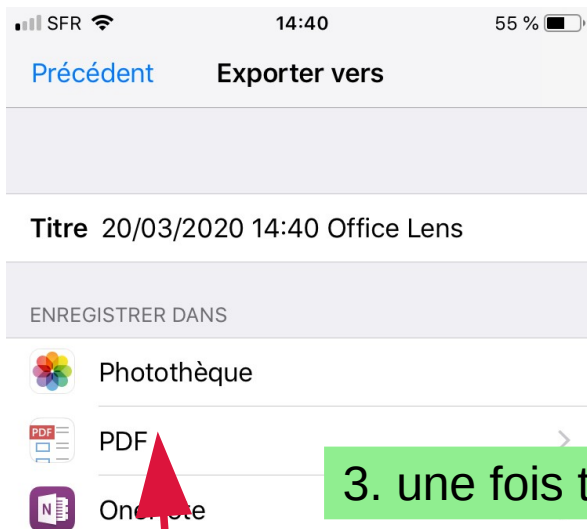 SFR 14:40 55 %
Précédent Exporter vers
Titre 20/03/2020 14:40 Office Lens
ENREGISTRER DANS
Photothèque
PDF
PDF
3. une fois
N